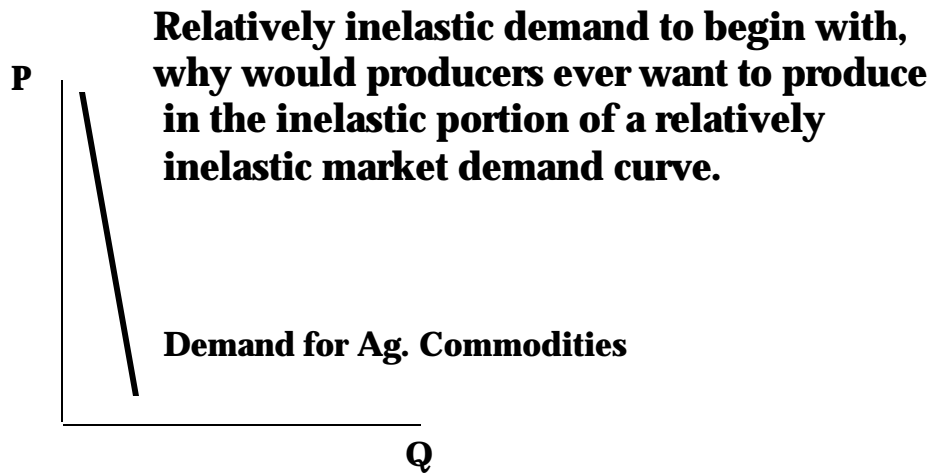 Relatively inelastic demand to begin with,
P why would producers ever want to produce
in the inelastic portion of a relatively
inelastic market demand curve.
Demand for Ag. Commodities
Q